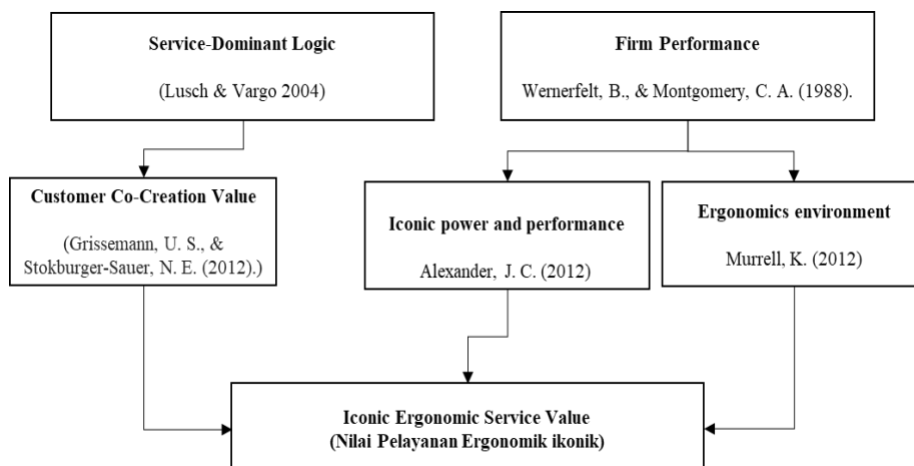 Service-Dominant Logic
(Lusch & Vargo 2004)
Firm Performance
Wernerfelt, B., & Montgomery, C. A. (1988).
Customer Co-Creation Value
(Grissemann, U. S., &
Stokburger-Sauer, N. E. (2012).)
Iconic power and performance
Alexander, J. C. (2012)
Ergonomics environment
Murrell, K. (2012)
Iconic Ergonomic Service Value
(Nilai Pelayanan Ergonomik ikonik)